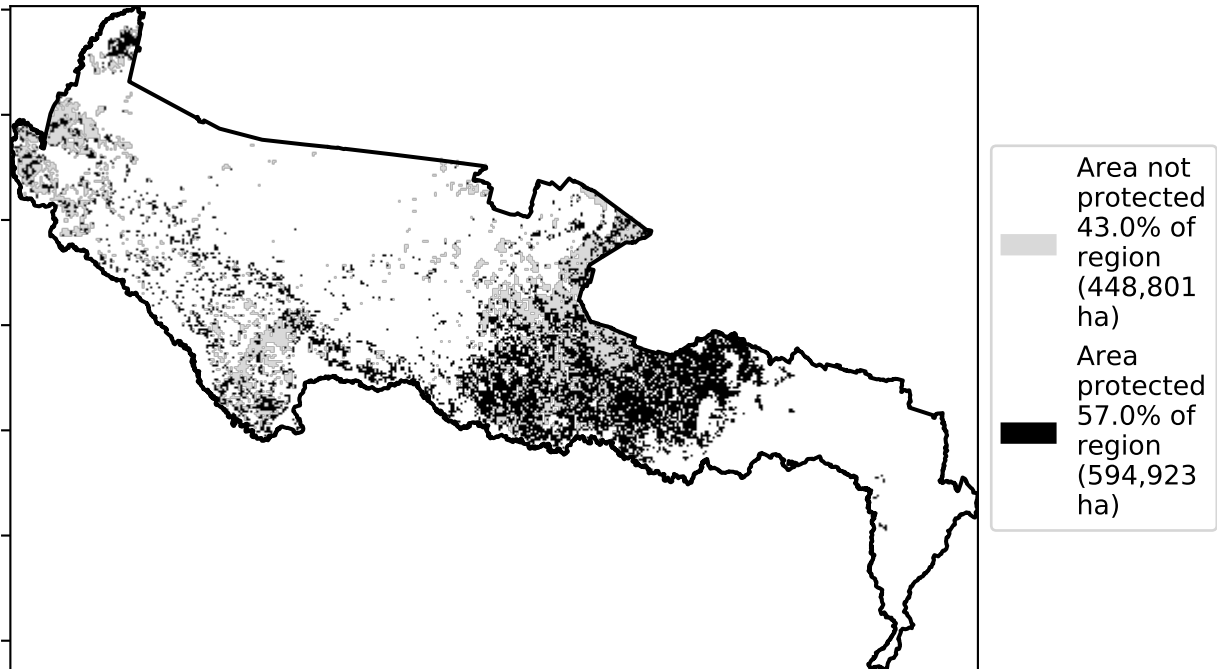 Area not
protected
43.0% of
region
(448,801
ha)
Area
protected
57.0% of
region
(594,923
ha)